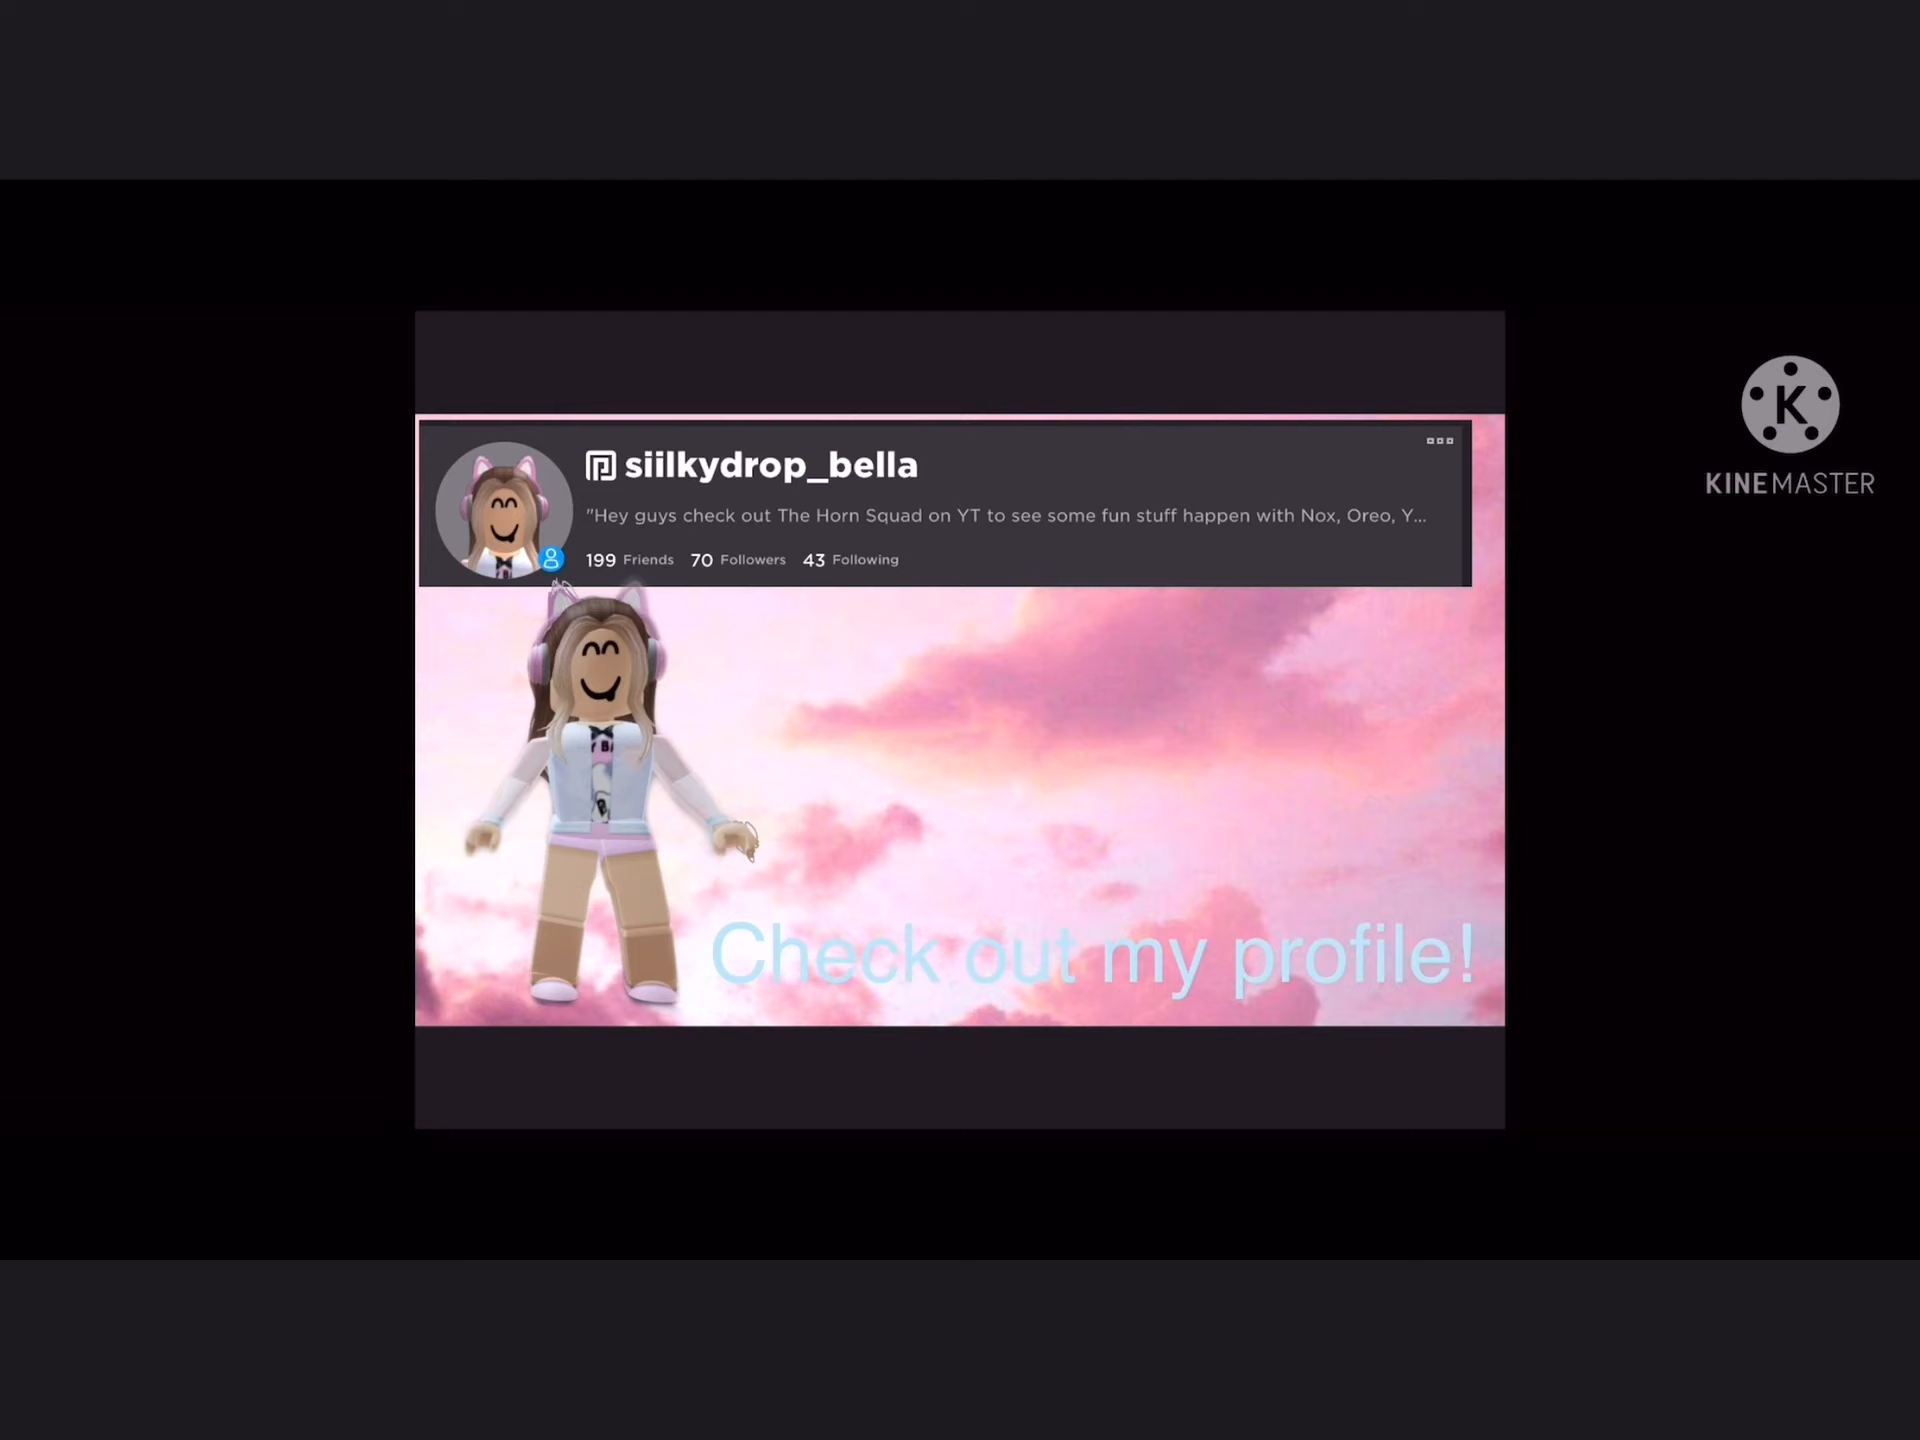 siilkydrop_bella
"Hey guys check out The Horn Squad on YT to see some fun stuff happen with Nox, Oreo, Y...
199 Friends 70 Followers 43 Following
K
KINEMASTER
Check out my profile!